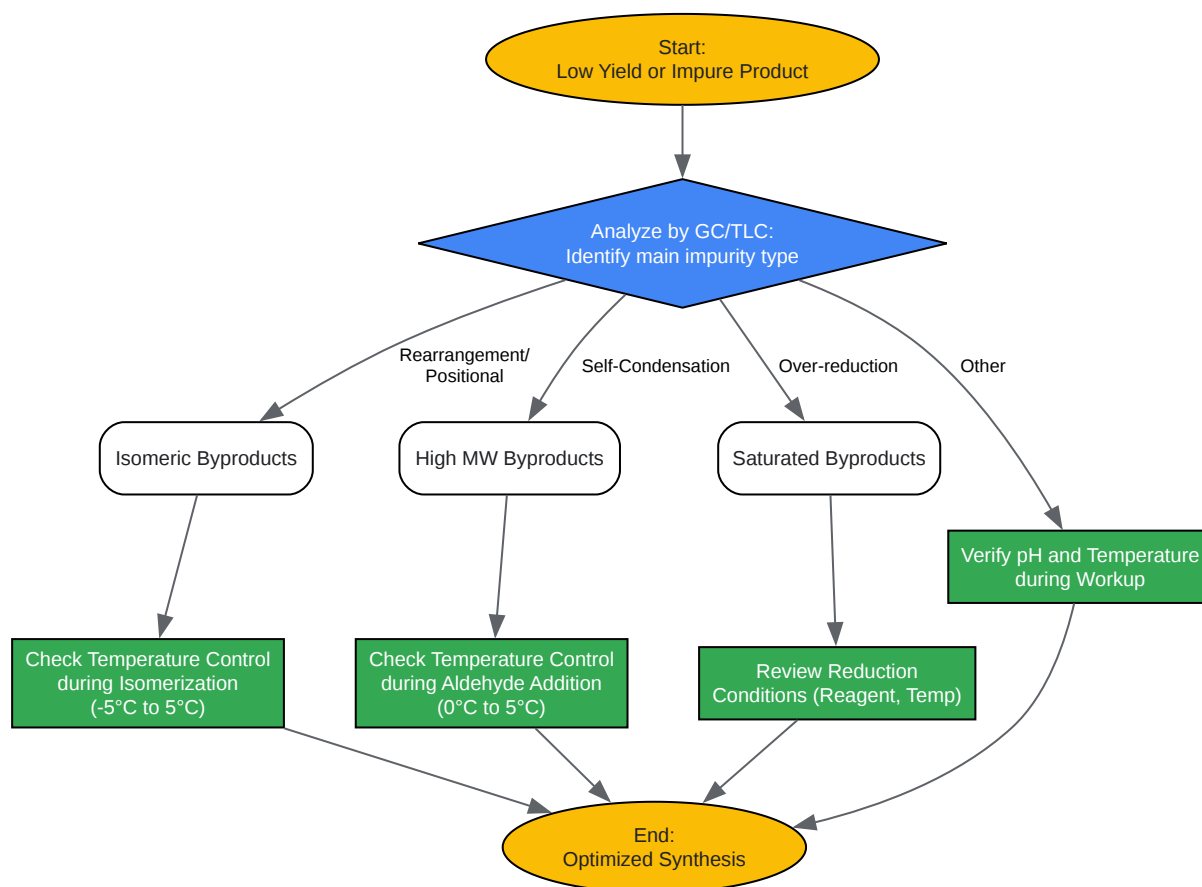 Start:
Low Yield or Impure Product
Analyze by GC/TLC:
Identify main impurity type
Rearrangement/
Positional
Self-Condensation
Over-reduction
Other
Isomeric Byproducts
High MW Byproducts
Saturated Byproducts
Verify pH and Temperature
during Workup
Check Temperature Control
during Isomerization
(-5°C to 5°C)
Check Temperature Control
during Aldehyde Addition
(0°C to 5°C)
Review Reduction
Conditions (Reagent, Temp)
End:
Optimized Synthesis